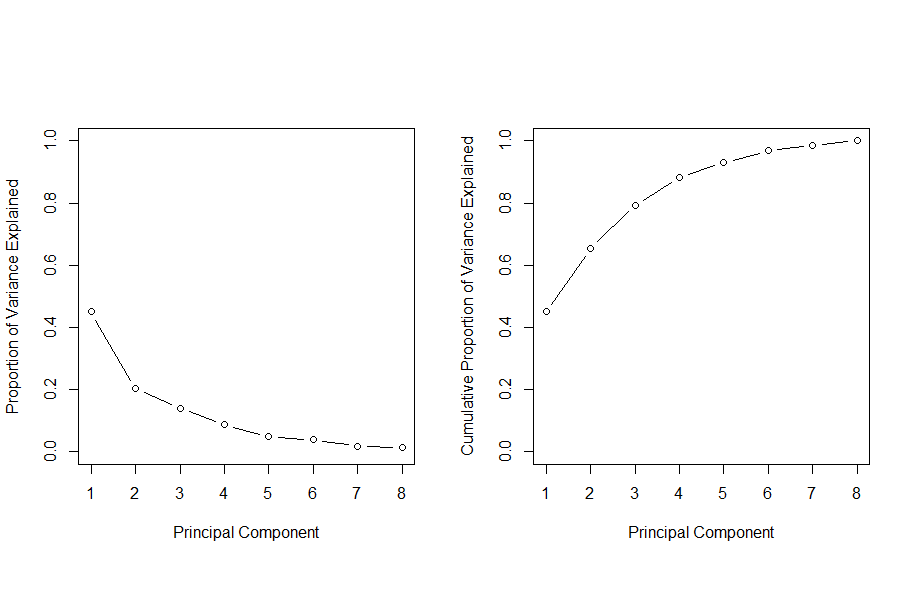 Proportion of Variance Explained
1.0
0.8
0.6
0.4
0.2
0.0
1 2 3 4 5 6 7 8
Principal Component
Cumulative Proportion of Variance Explained
1.0
0.8
0.6
0.4
0.2
0.0
1 2 3 4 5 6 7 8
Principal Component